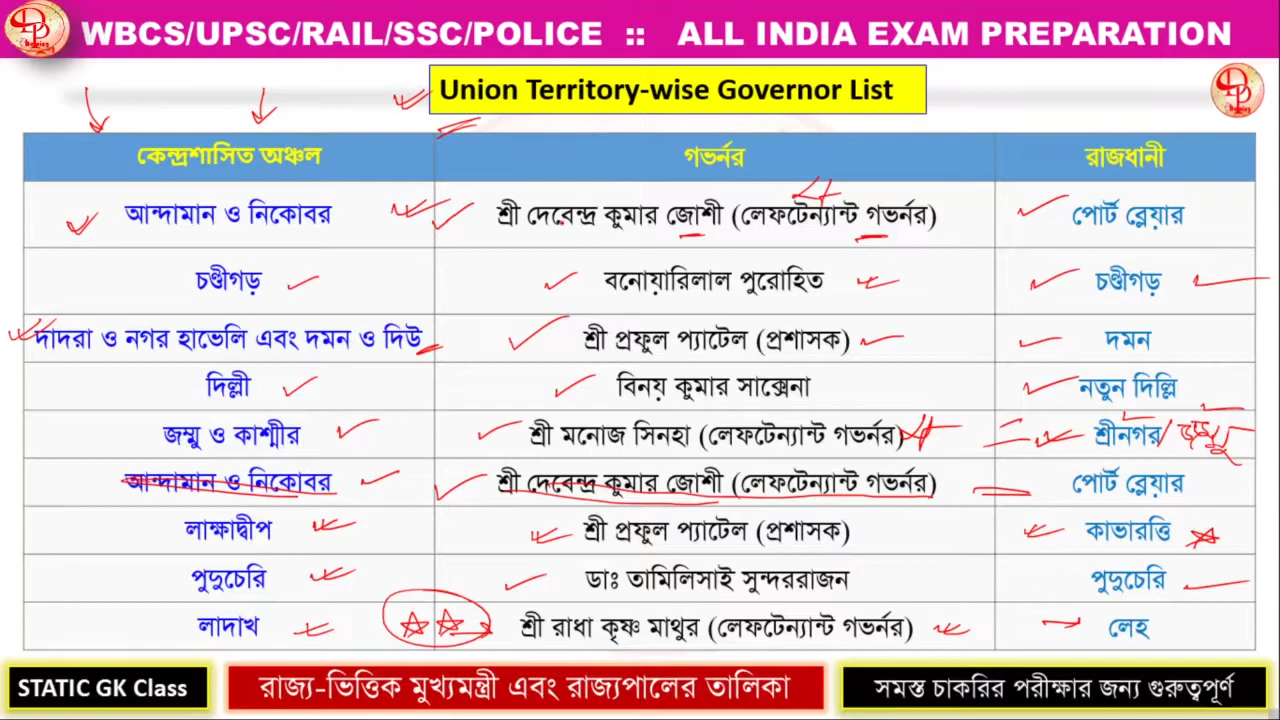 WBCS/UPSC/RAIL/SSC/POLICE :: ALL INDIA EXAM PREPARATION
Union Territory-wise Governor List
কেন্দ্রশাসিত অঞ্চল গভর্নর রাজধানী
আন্দামান ও নিকোবর শ্রী দেবেন্দ্র কুমার জোশী (লেফটেন্যান্ট গভর্নর) পোর্ট ব্লেয়ার
চণ্ডীগড় বনোয়ারিলাল পুরোহিত চণ্ডীগড়
দাদরা ও নগর হাভেলি এবং দমন ও দিউ শ্রী প্রফুল প্যাটেল (প্রশাসক) দমন
দিল্লী বিনয় কুমার সাক্সেনা নতুন দিল্লি
জম্মু ও কাশ্মীর শ্রী মনোজ সিনহা (লেফটেন্যান্ট গভর্নর) শ্রীনগর/
আন্দামান ও নিকোবর শ্রী দেবেন্দ্র কুমার জোশী (লেফটেন্যান্ট গভর্নর) পোর্ট ব্লেয়ার
লাক্ষাদ্বীপ শ্রী প্রফুল প্যাটেল (প্রশাসক) কাভারত্তি
পুদুচেরি ডাঃ তামিলিসাই সুন্দররাজন পুদুচেরি
লাদাখ শ্রী রাধা কৃষ্ণ মাথুর (লেফটেন্যান্ট গভর্নর) লেহ
STATIC GK Class রাজ্য-ভিত্তিক মুখ্যমন্ত্রী এবং রাজ্যপালের তালিকা সমস্ত চাকরির পরীক্ষার জন্য গুরুত্বপূর্ণ